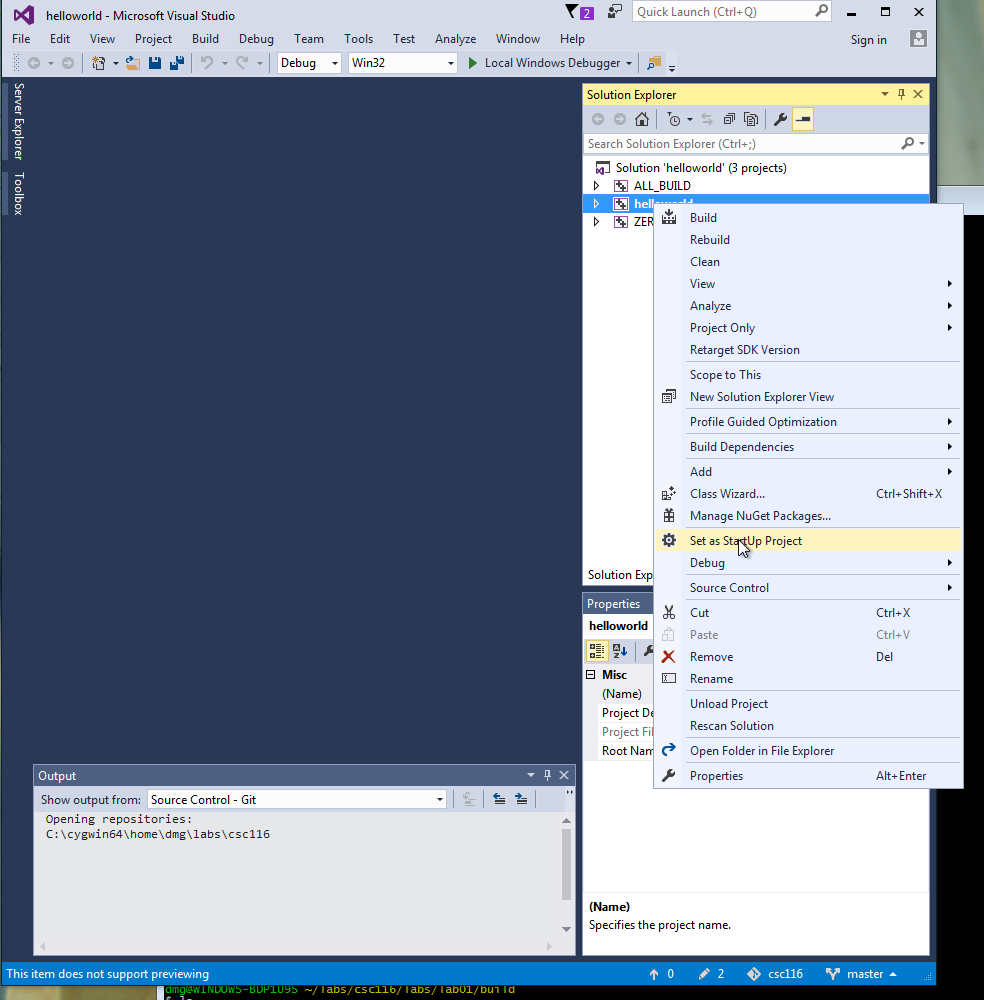 helloworld - Microsoft Visual Studio
2
Quick Launch (Ctrl+Q)
File Edit View Project Build Debug Team Tools Test Analyze Window Help
Sign in
Debug Win32 Local Windows Debugger
Server Explorer
Toolbox
Solution Explorer
Search Solution Explorer (Ctrl+;)
Solution 'helloworld' (3 projects)
ALL_BUILD
helloworld
ZER
Build
Rebuild
Clean
View
Analyze
Project Only
Retarget SDK Version
Scope to This
New Solution Explorer View
Profile Guided Optimization
Build Dependencies
Add
Class Wizard... Ctrl+Shift+X
Manage NuGet Packages...
Set as StartUp Project
Debug
Source Control
Cut Ctrl+X
Paste Ctrl+V
Remove Del
Rename
Unload Project
Rescan Solution
Open Folder in File Explorer
Properties Alt+Enter
Solution Exp
Properties
helloworld
Misc
(Name)
Project De
Project Fil
Root Nam
(Name)
Specifies the project name.
Output
Show output from: Source Control - Git
Opening repositories:
C:\cygwin64\home\dmg\labs\csc116
This item does not support previewing 0 2 csc116 master
dmg@WINDOWS-BDP1U9S ~/labs/csc116/labs/lab01/build